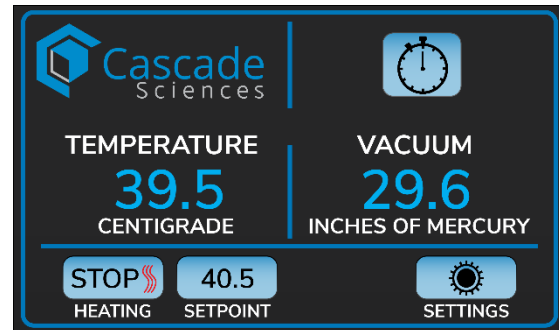 Cascade
Sciences
TEMPERATURE
39.5
CENTIGRADE
VACUUM
29.6
INCHES OF MERCURY
STOP
HEATING
40.5
SETPOINT
SETTINGS